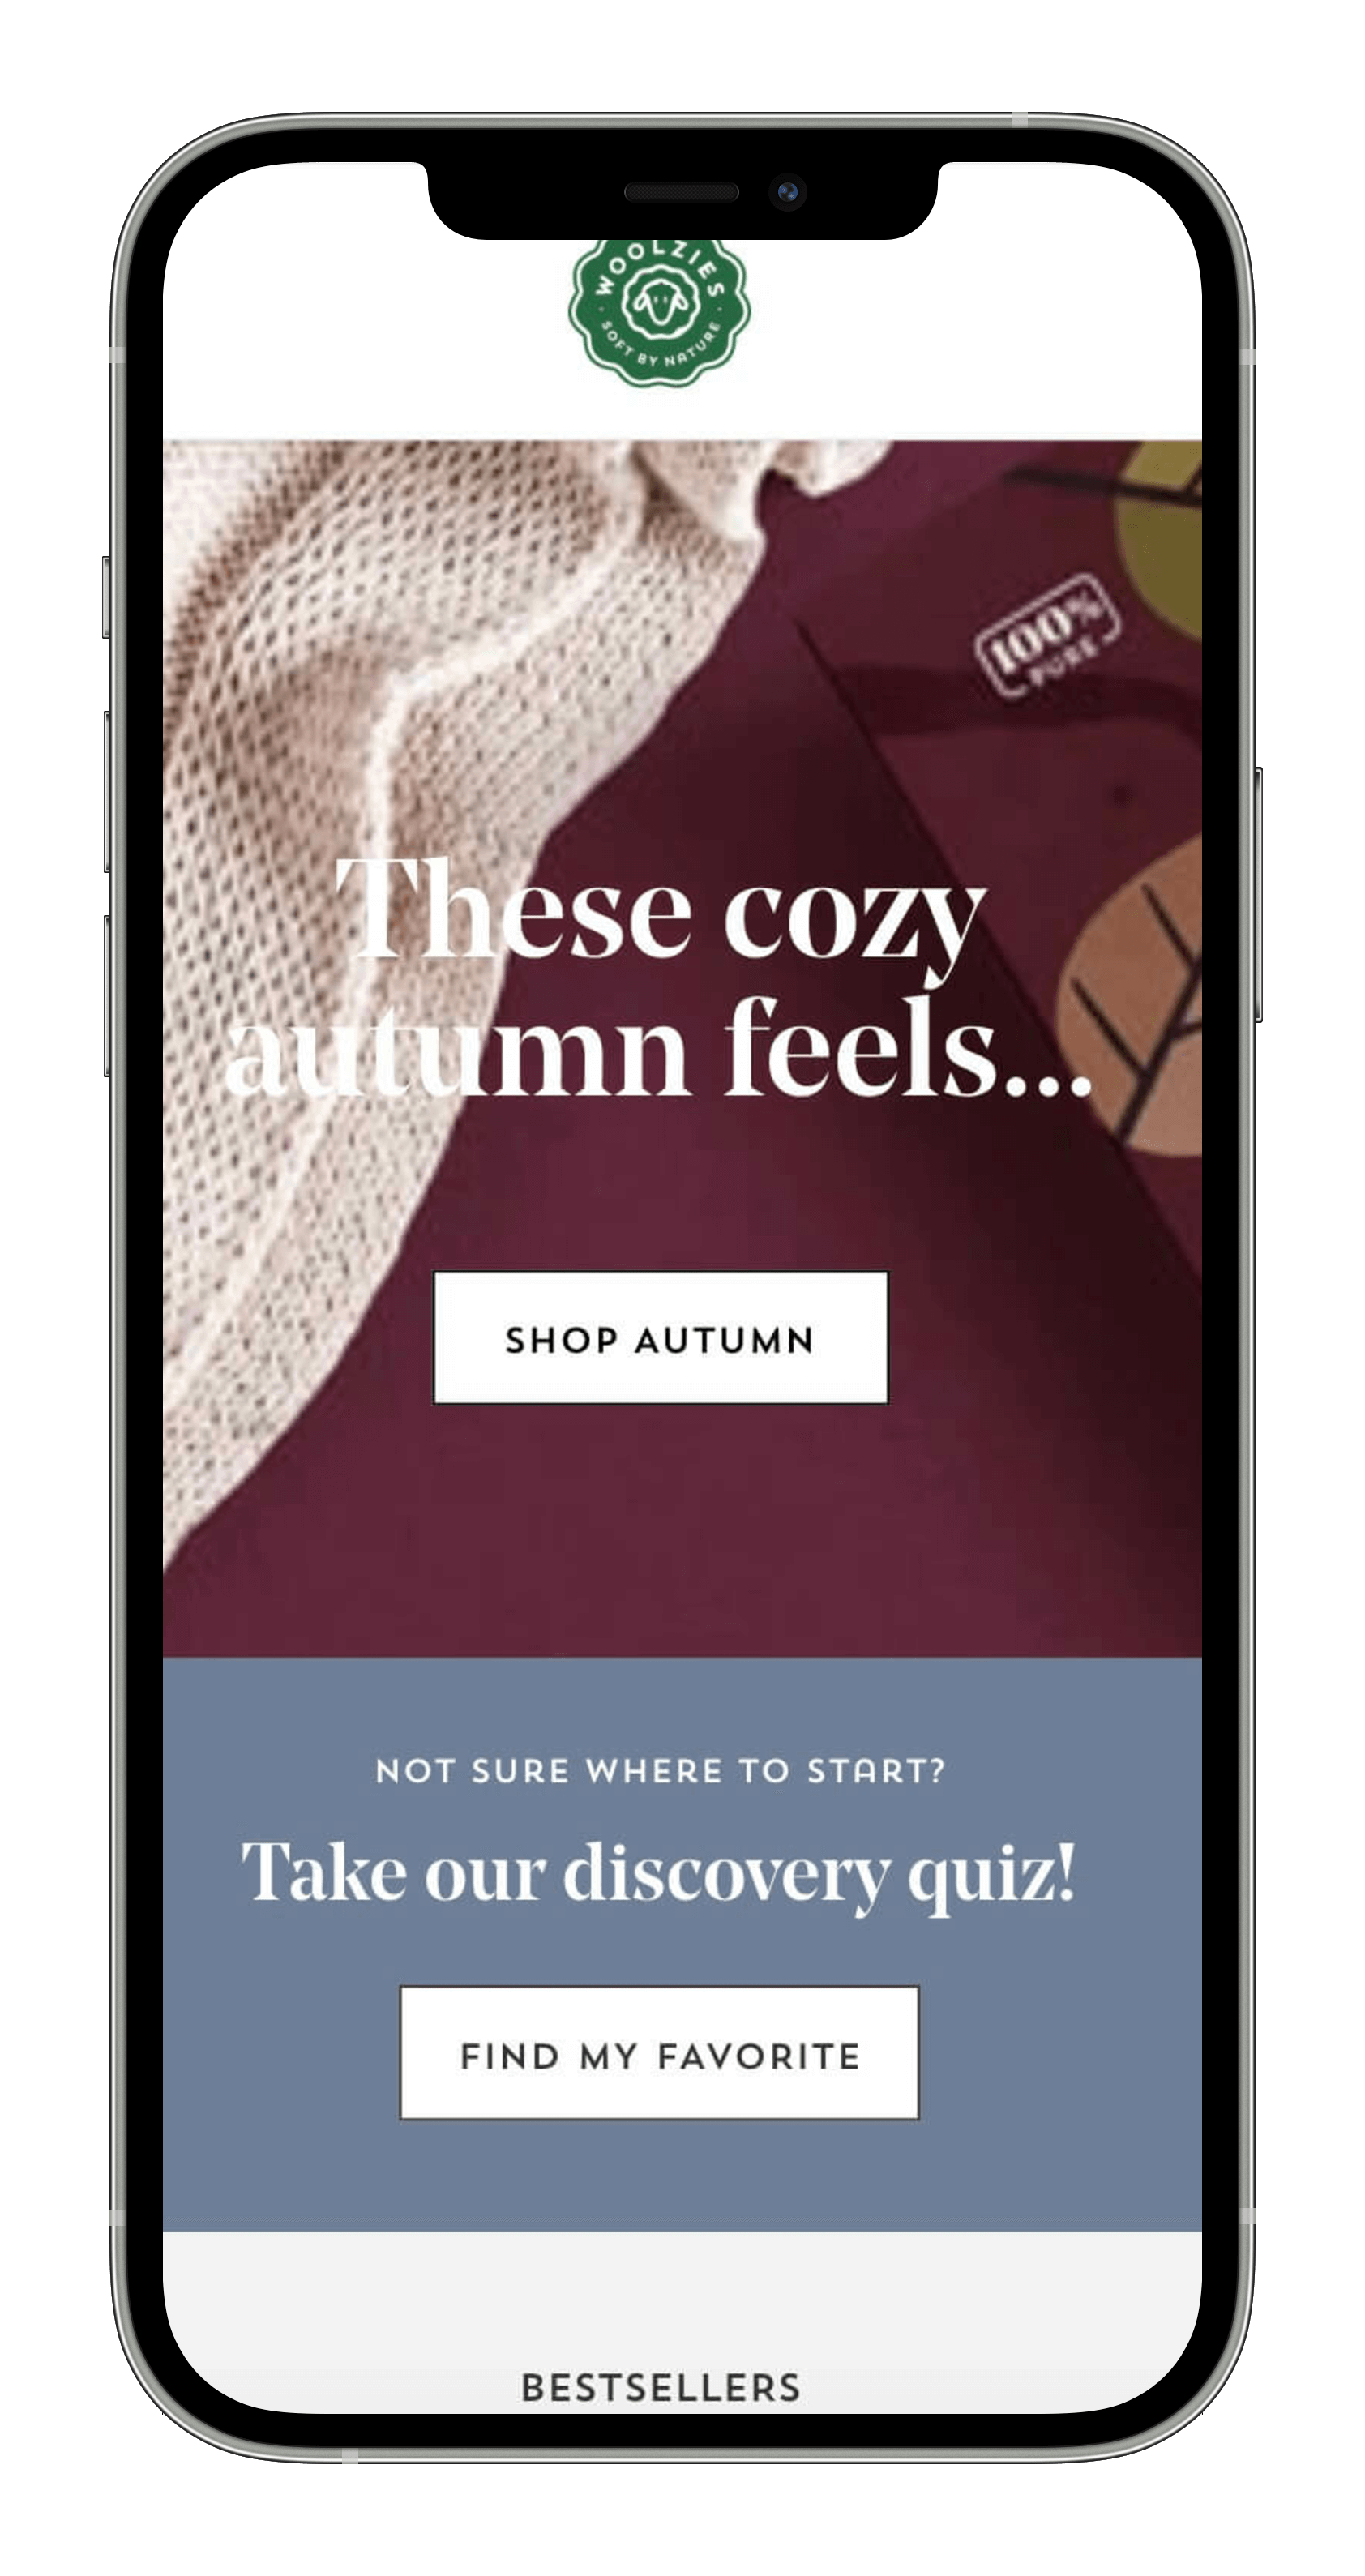 WOOLZIES
· SOFT BY NATURE ·
100%
PURE
These cozy
autumn feels...
SHOP AUTUMN
NOT SURE WHERE TO START?
Take our discovery quiz!
FIND MY FAVORITE
BESTSELLERS